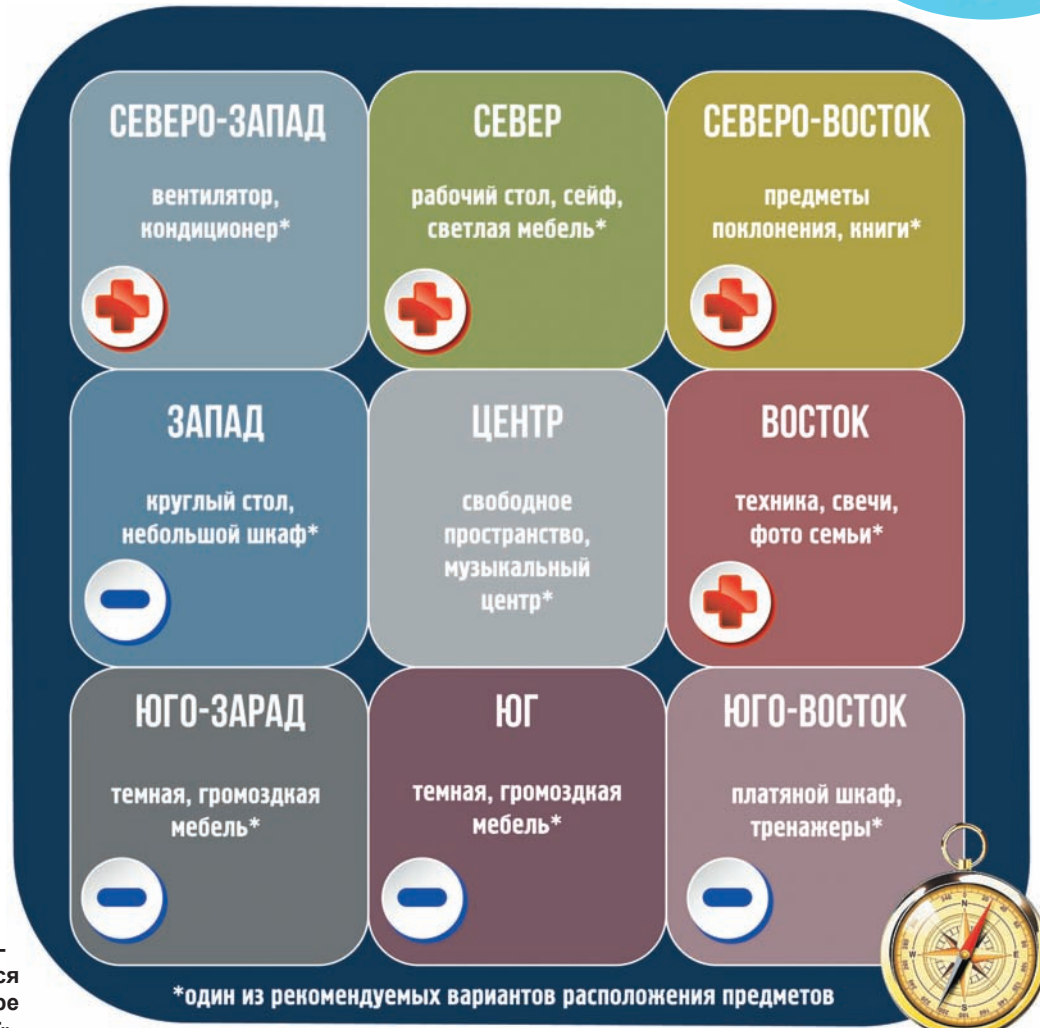 СЕВЕРО-ЗАПАД
вентилятор,
кондиционер*
СЕВЕР
рабочий стол, сейф,
светлая мебель*
СЕВЕРО-ВОСТОК
предметы
поклонения, книги*
ЗАПАД
круглый стол,
небольшой шкаф*
ЦЕНТР
свободное
пространство,
музыкальный
центр*
ВОСТОК
техника, свечи,
фото семьи*
ЮГО-ЗАРАД
темная, громоздкая
мебель*
ЮГ
темная, громоздкая
мебель*
ЮГО-ВОСТОК
платяной шкаф,
тренажеры*
N
E
S
W
*один из рекомендуемых вариантов расположения предметов
-
ся
ре